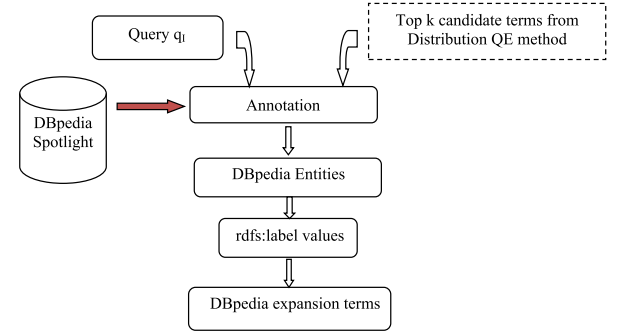 Query qI
Top k candidate terms from
Distribution QE method
DBpedia
Spotlight
Annotation
DBpedia Entities
rdfs:label values
DBpedia expansion terms